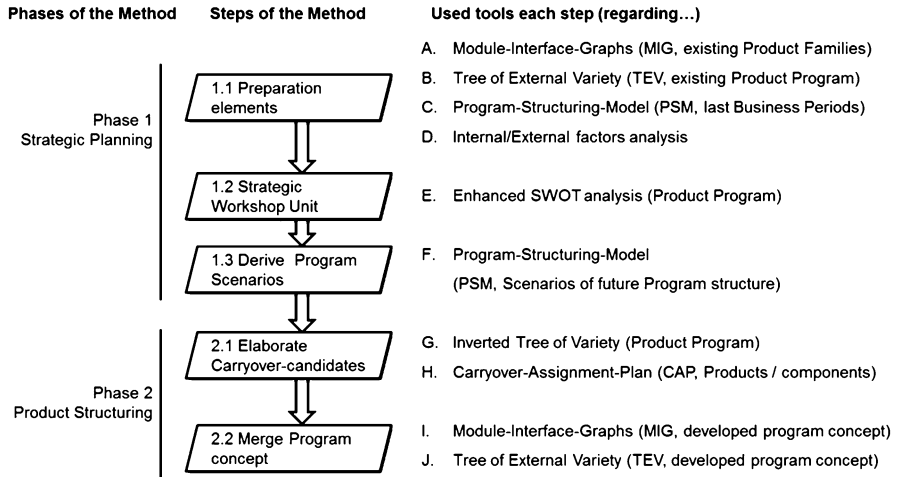 Phases of the Method
Steps of the Method
Used tools each step (regarding…)
Phase 1
Strategic Planning
1.1 Preparation
elements
A. Module-Interface-Graphs (MIG, existing Product Families)
B. Tree of External Variety (TEV, existing Product Program)
C. Program-Structuring-Model (PSM, last Business Periods)
D. Internal/External factors analysis
1.2 Strategic
Workshop Unit
E. Enhanced SWOT analysis (Product Program)
1.3 Derive Program
Scenarios
F. Program-Structuring-Model
(PSM, Scenarios of future Program structure)
Phase 2
Product Structuring
2.1 Elaborate
Carryover-candidates
G. Inverted Tree of Variety (Product Program)
H. Carryover-Assignment-Plan (CAP, Products / components)
2.2 Merge Program
concept
I. Module-Interface-Graphs (MIG, developed program concept)
J. Tree of External Variety (TEV, developed program concept)